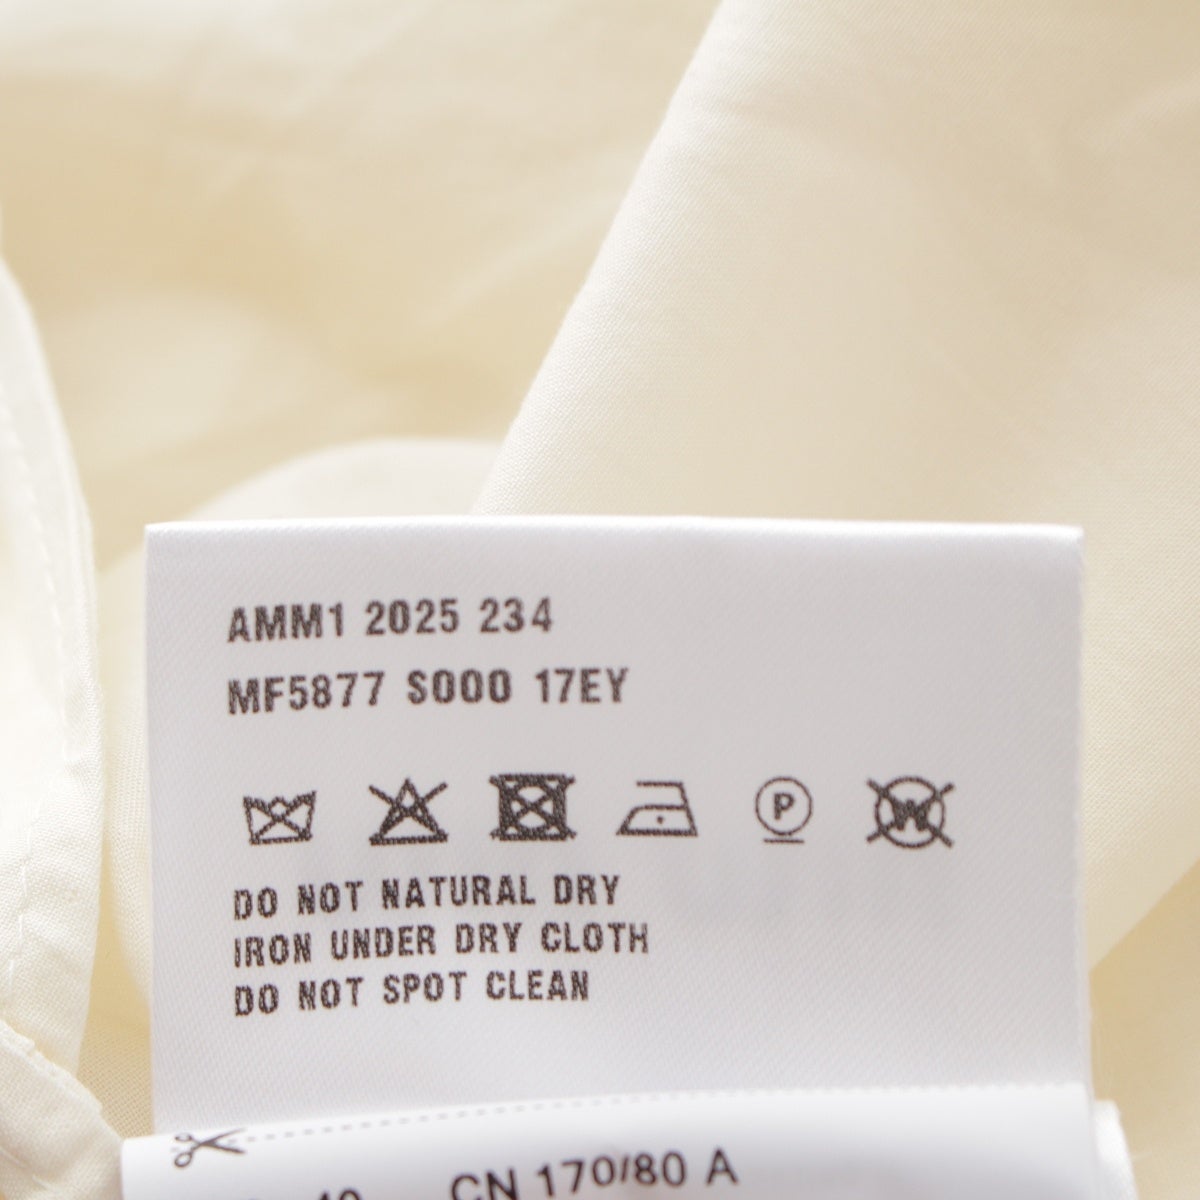 AMM1 2025 234
MF5877 S000 17EY
P
W
DO NOT NATURAL DRY
IRON UNDER DRY CLOTH
DO NOT SPOT CLEAN
CN 170/80 A